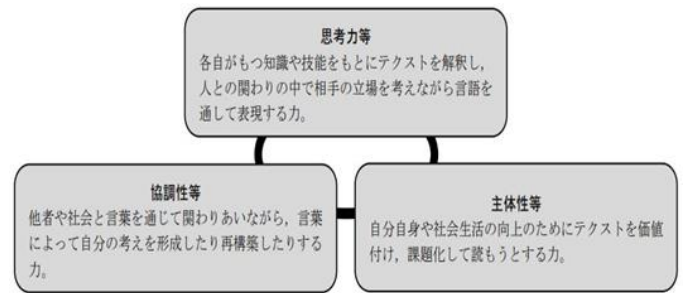 思考力等
各自がもつ知識や技能をもとにテクストを解釈し，
人との関わりの中で相手の立場を考えながら言語を
通して表現する力。
協調性等
他者や社会と言葉を通じて関わりあいながら，言葉
によって自分の考えを形成したり再構築したりする
力。
主体性等
自分自身や社会生活の向上のためにテクストを価値
付け，課題化して読もうとする力。